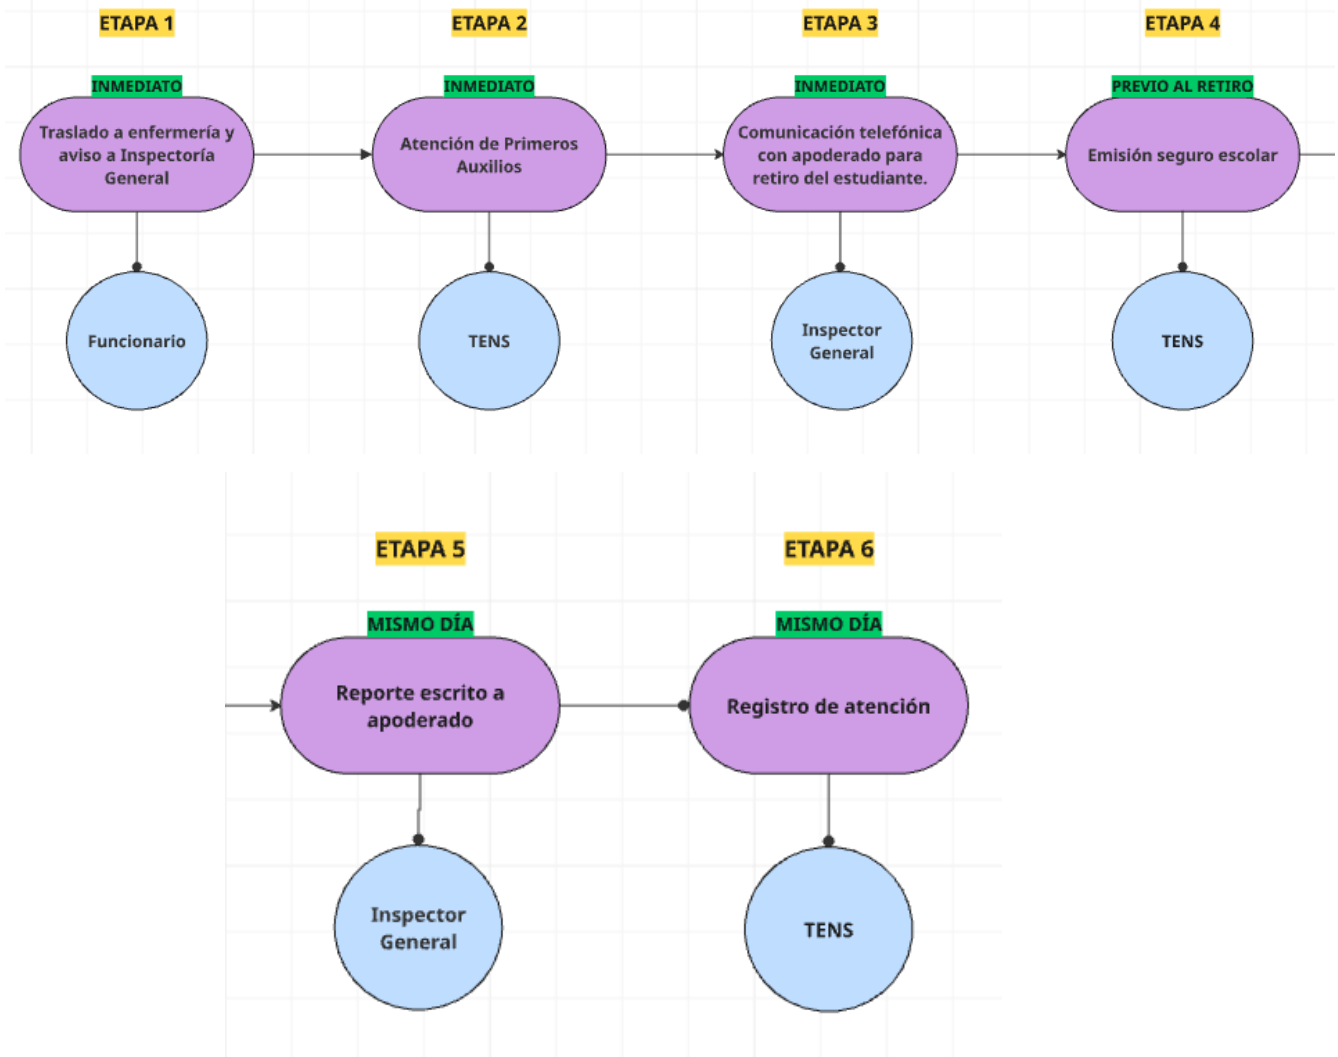 ETAPA 1
INMEDIATO
Traslado a enfermería y
aviso a Inspectoría
General
Funcionario
ETAPA 2
INMEDIATO
Atención de Primeros
Auxilios
TENS
ETAPA 3
INMEDIATO
Comunicación telefónica
con apoderado para
retiro del estudiante.
Inspector
General
ETAPA 4
PREVIO AL RETIRO
Emisión seguro escolar
TENS
ETAPA 5
MISMO DÍA
Reporte escrito a
apoderado
Inspector
General
ETAPA 6
MISMO DÍA
Registro de atención
TENS